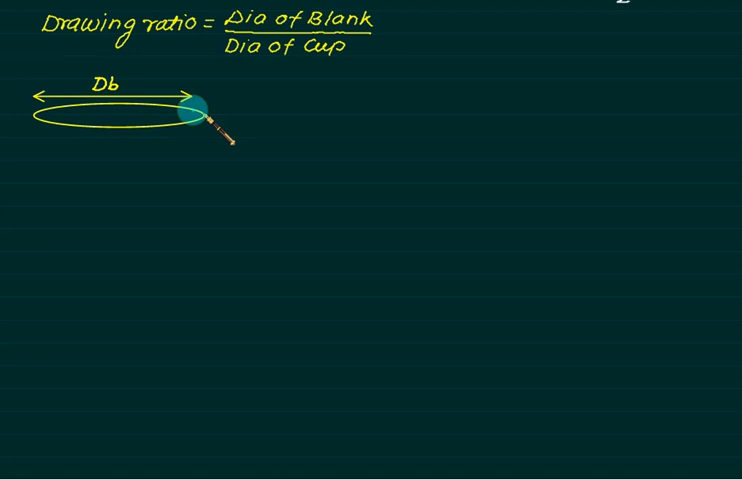 Drawing ratio = Dia of Blank
Dia of Cup
Db